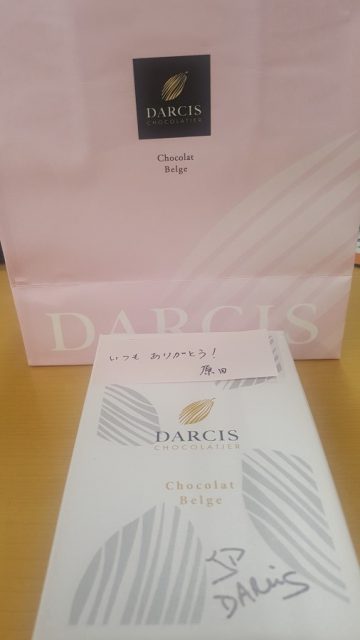 DARCIS
CHOCOLATIER
Chocolat
Belge
DARCIS
いつも ありがとう!
原田
DARCIS
CHOCOLATIER
Chocolat
Belge
JP
DARCIS